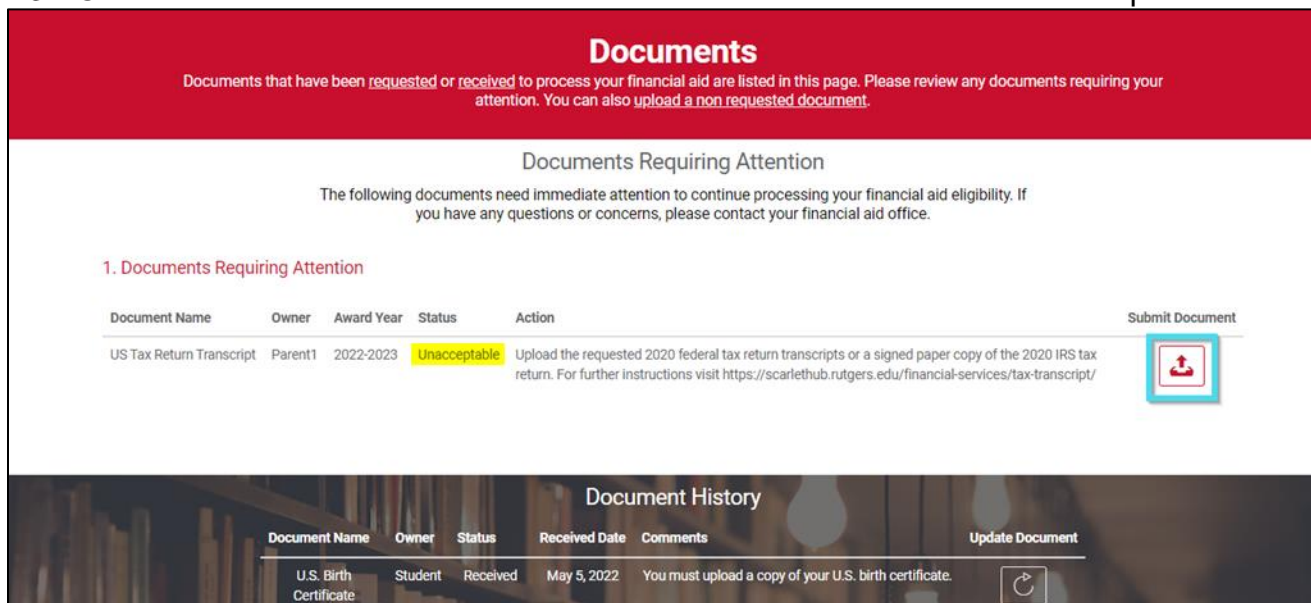 Documents
Documents that have been requested or received to process your financial aid are listed in this page. Please review any documents requiring your
attention. You can also upload a non requested document.
Documents Requiring Attention
The following documents need immediate attention to continue processing your financial aid eligibility. If
you have any questions or concerns, please contact your financial aid office.
1. Documents Requiring Attention
Document Name Owner Award Year Status Action Submit Document
US Tax Return Transcript Parent1 2022-2023 Unacceptable Upload the requested 2020 federal tax return transcripts or a signed paper copy of the 2020 IRS tax
return. For further instructions visit https://scarlethub.rutgers.edu/financial-services/tax-transcript/
Document History
Document Name Owner Status Received Date Comments Update Document
U.S. Birth Student Received May 5, 2022 You must upload a copy of your U.S. birth certificate.
Certificate